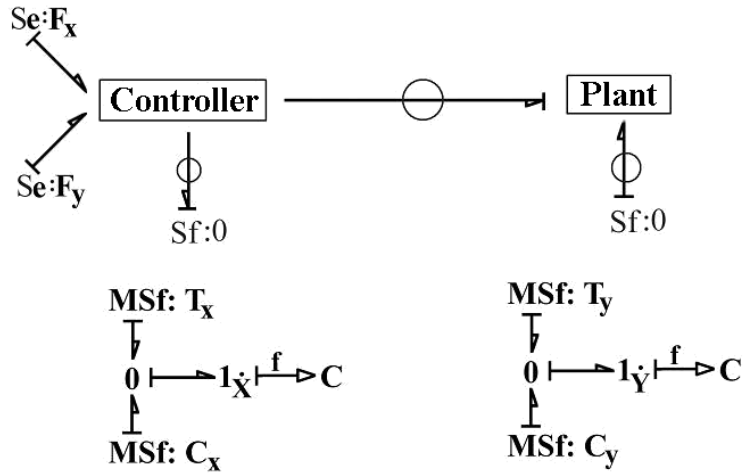 Se:Fx
Controller
Plant
Se:Fy
Sf:0
Sf:0
MSf: Tx
MSf: Ty
0 1Ẋ f C
0 1Ẏ f C
MSf: Cx
MSf: Cy